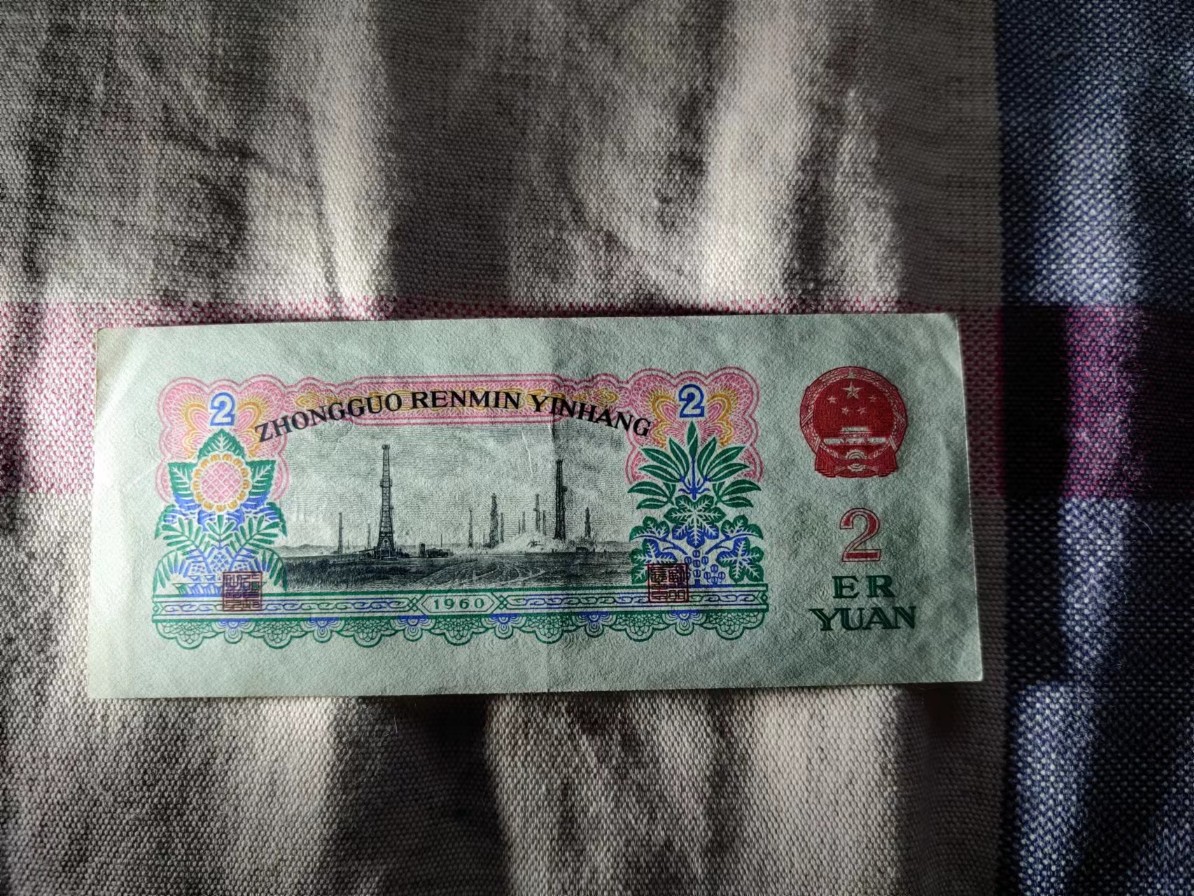 2
2
ZHONGGUO RENMIN YINHANG
1960
2
ER
YUAN